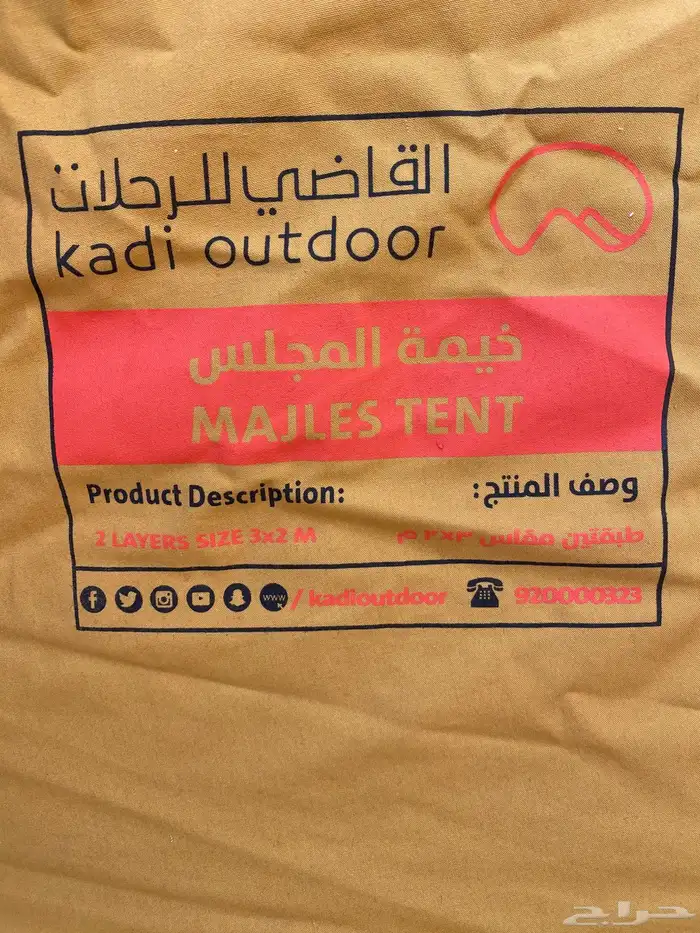 القاضي للرحلات
kadi outdoor
خيمة المجلس
MAJLES TENT
وصف المنتج:
Product Description:
طبقتين مقاس ٣×٢ م
2 LAYERS SIZE 3x2 M
www / kadioutdoor
920000323
حراج